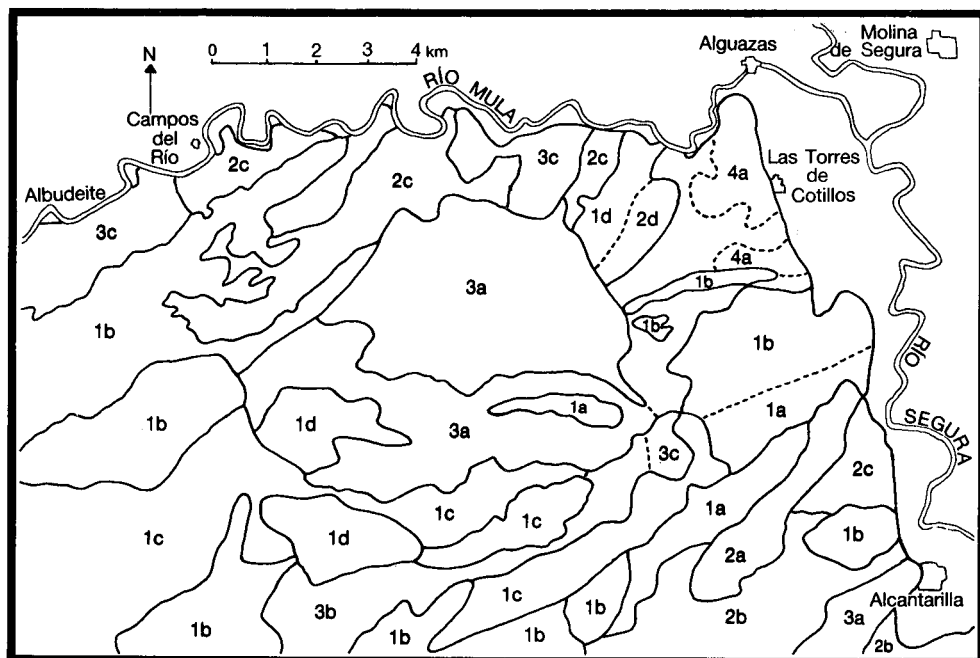 N
0 1 2 3 4 km
Molina
de Segura
Alguazas
RÍO MULA
Campos
del
Río
Las Torres
de
Cotillos
Albudeite
2c
2c
3c
2c
4a
1d
2d
3c
4a
1b
3a
1b
1b
1b
RÍO
SEGURA
1a
1a
1b
1d
3a
3c
2c
1c
1c
1a
1c
1d
1b
2a
1c
Alcantarilla
1b
3b
1b
1b
1b
2b
3a
2b